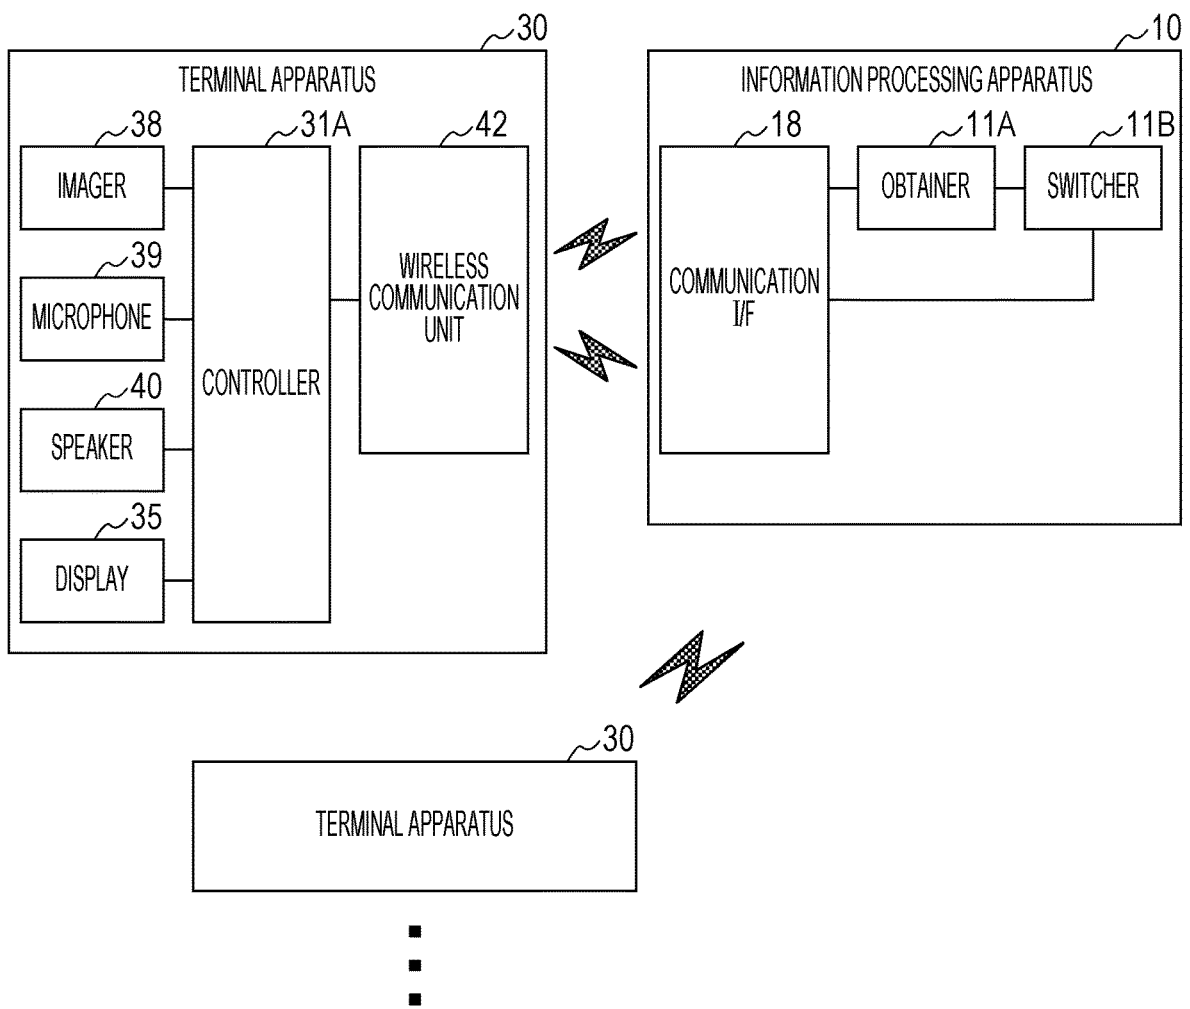 30
TERMINAL APPARATUS
38
IMAGER
39
MICROPHONE
40
SPEAKER
35
DISPLAY
31A
CONTROLLER
42
WIRELESS
COMMUNICATION
UNIT
10
INFORMATION PROCESSING APPARATUS
18
COMMUNICATION
I/F
11A
OBTAINER
11B
SWITCHER
30
TERMINAL APPARATUS